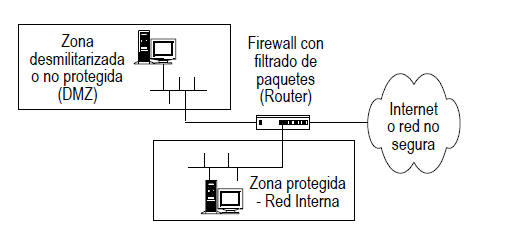 Zona
desmilitarizada
o no protegida
(DMZ)
Firewall con
filtrado de
paquetes
(Router)
Internet
o red no
segura
Zona protegida
- Red Interna